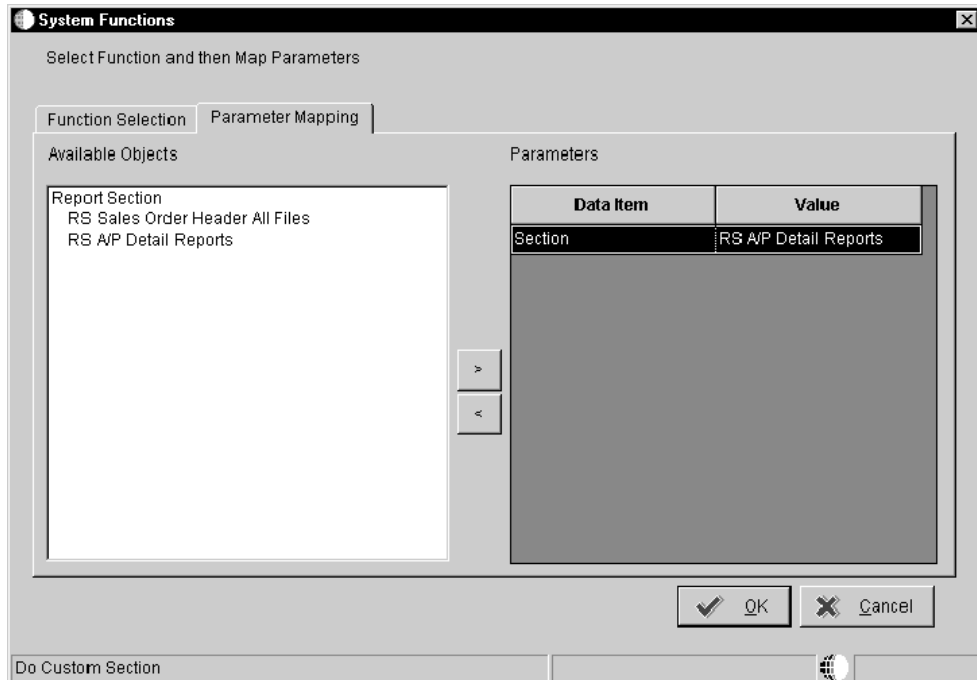 System Functions
Select Function and then Map Parameters
Function Selection
Parameter Mapping
Available Objects
Parameters
Report Section
RS Sales Order Header All Files
RS A/P Detail Reports
Data Item
Value
Section
RS A/P Detail Reports
>
<
OK
Cancel
Do Custom Section